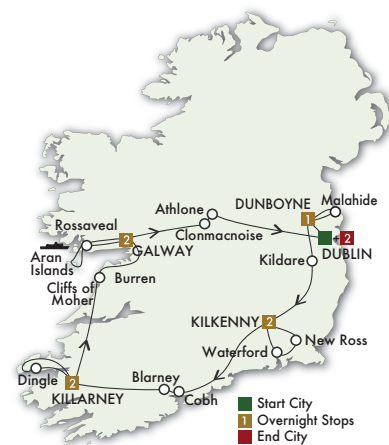 Athlone
DUNBOYNE
Malahide
1
Rossaveal
Clonmacnoise
2
GALWAY
+ 2
DUBLIN
Aran
Islands
Kildare
Cliffs of
Moher
Burren
KILKENNY
2
New Ross
Waterford
Dingle
2
KILLARNEY
Blarney
Cobh
Start City
1 Overnight Stops
End City